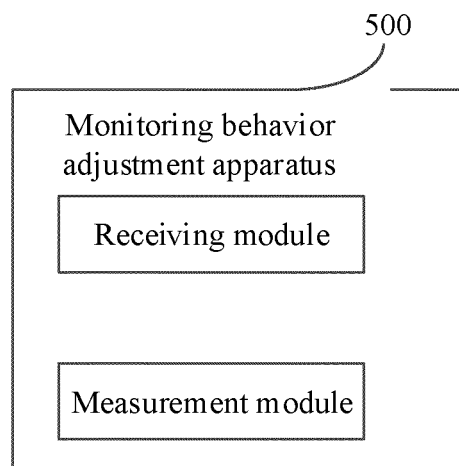 500
Monitoring behavior
adjustment apparatus
Receiving module
Measurement module